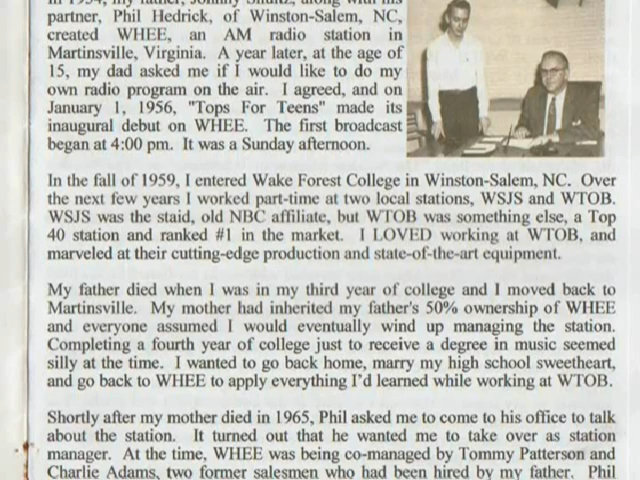 In 1954, my father, Johnny Shultz, along with his
partner, Phil Hedrick, of Winston-Salem, NC,
created WHEE, an AM radio station in
Martinsville, Virginia. A year later, at the age of
15, my dad asked me if I would like to do my
own radio program on the air. I agreed, and on
January 1, 1956, "Tops For Teens" made its
inaugural debut on WHEE. The first broadcast
began at 4:00 pm. It was a Sunday afternoon.
In the fall of 1959, I entered Wake Forest College in Winston-Salem, NC. Over
the next few years I worked part-time at two local stations, WSJS and WTOB.
WSJS was the staid, old NBC affiliate, but WTOB was something else, a Top
40 station and ranked #1 in the market. I LOVED working at WTOB, and
marveled at their cutting-edge production and state-of-the-art equipment.
My father died when I was in my third year of college and I moved back to
Martinsville. My mother had inherited my father's 50% ownership of WHEE
and everyone assumed I would eventually wind up managing the station.
Completing a fourth year of college just to receive a degree in music seemed
silly at the time. I wanted to go back home, marry my high school sweetheart,
and go back to WHEE to apply everything I'd learned while working at WTOB.
Shortly after my mother died in 1965, Phil asked me to come to his office to talk
about the station. It turned out that he wanted me to take over as station
manager. At the time, WHEE was being co-managed by Tommy Patterson and
Charlie Adams, two former salesmen who had been hired by my father. Phil